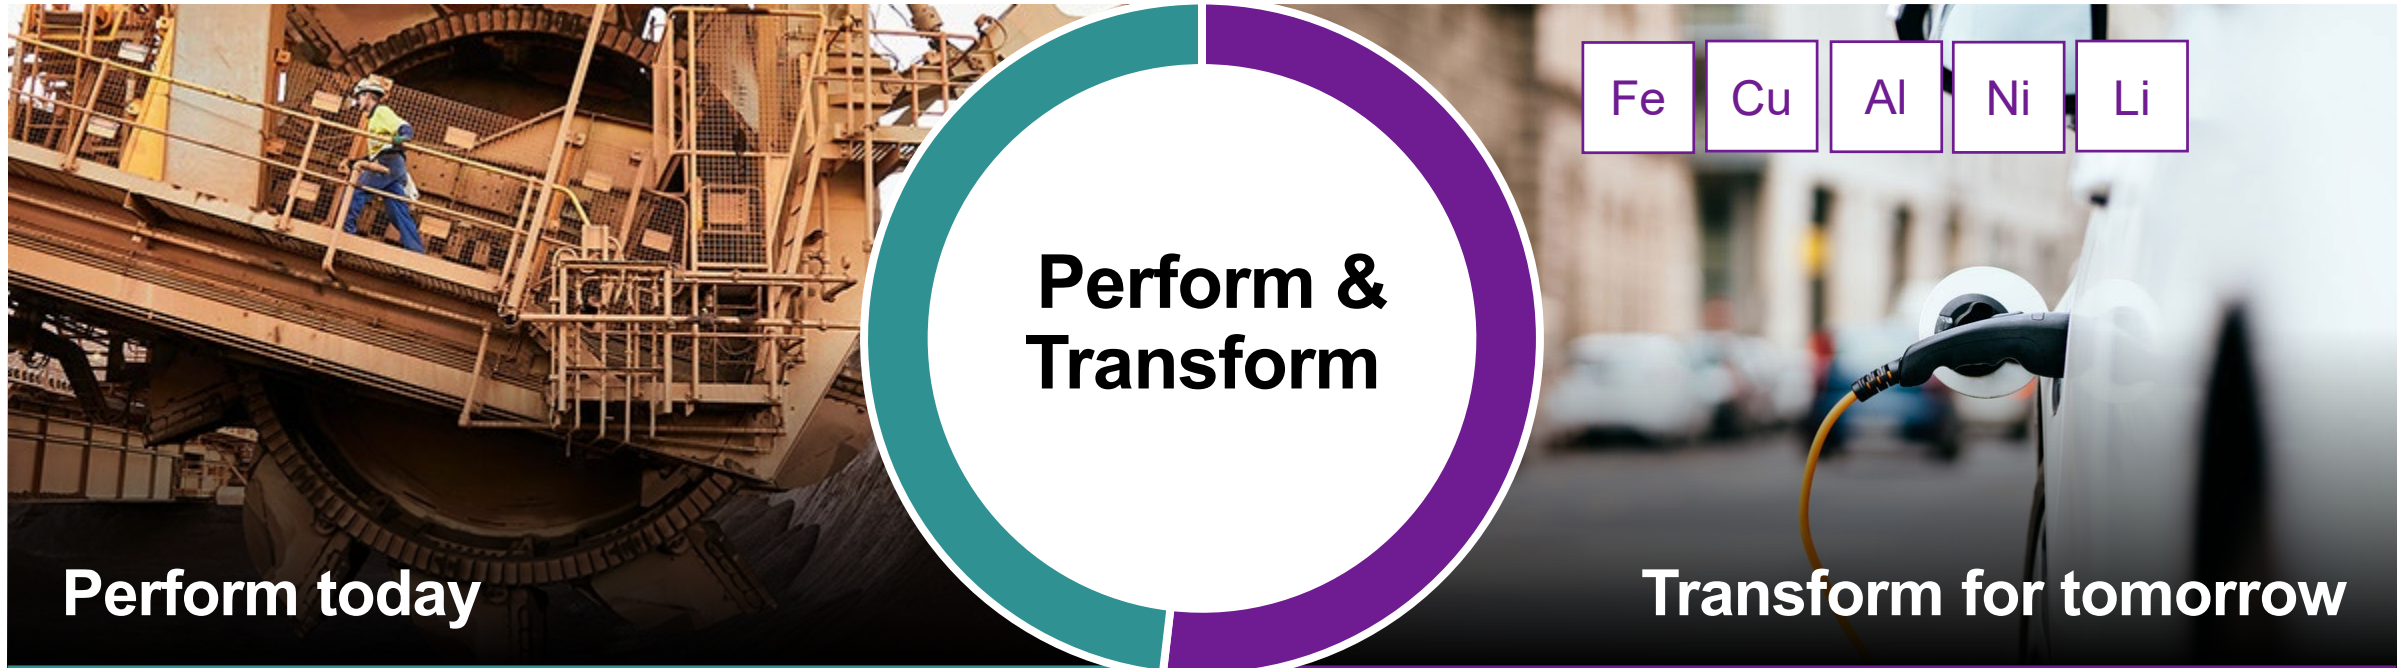 Fe Cu Al Ni Li
Perform &
Transform
Perform today
Transform for tomorrow